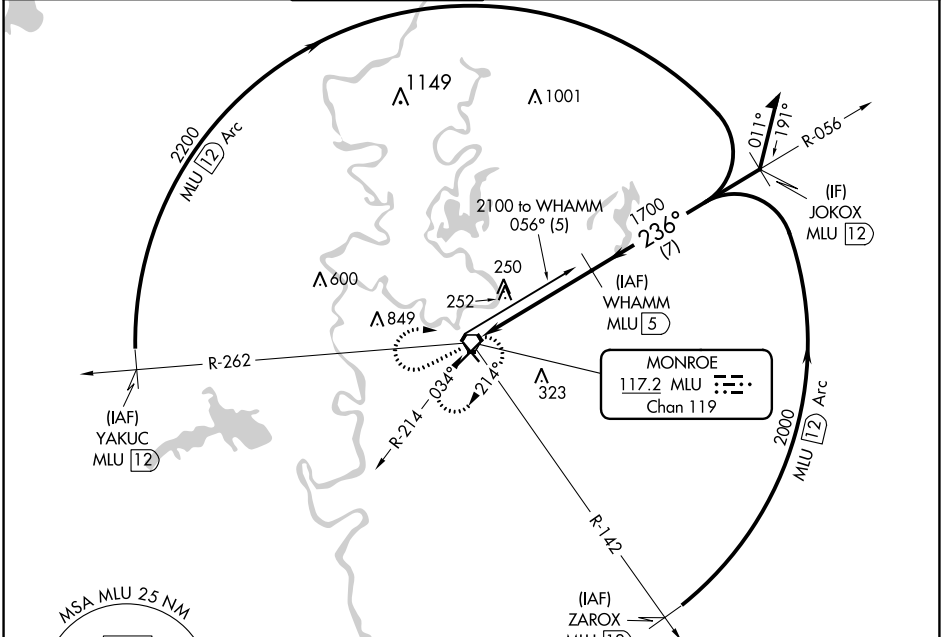 1149
1001
2200
MLU 12 Arc
011°
191°
R-056
(IF)
JOKOX
MLU 12
2100 to WHAMM
056° (5)
1700
236°
(7)
600
250
252
(IAF)
WHAMM
MLU 5
849
R-262
MONROE
117.2 MLU
Chan 119
323
034°
214°
R-214
(IAF)
YAKUC
MLU 12
2000
MLU 12 Arc
R-142
MSA MLU 25 NM
(IAF)
ZAROX
MLU